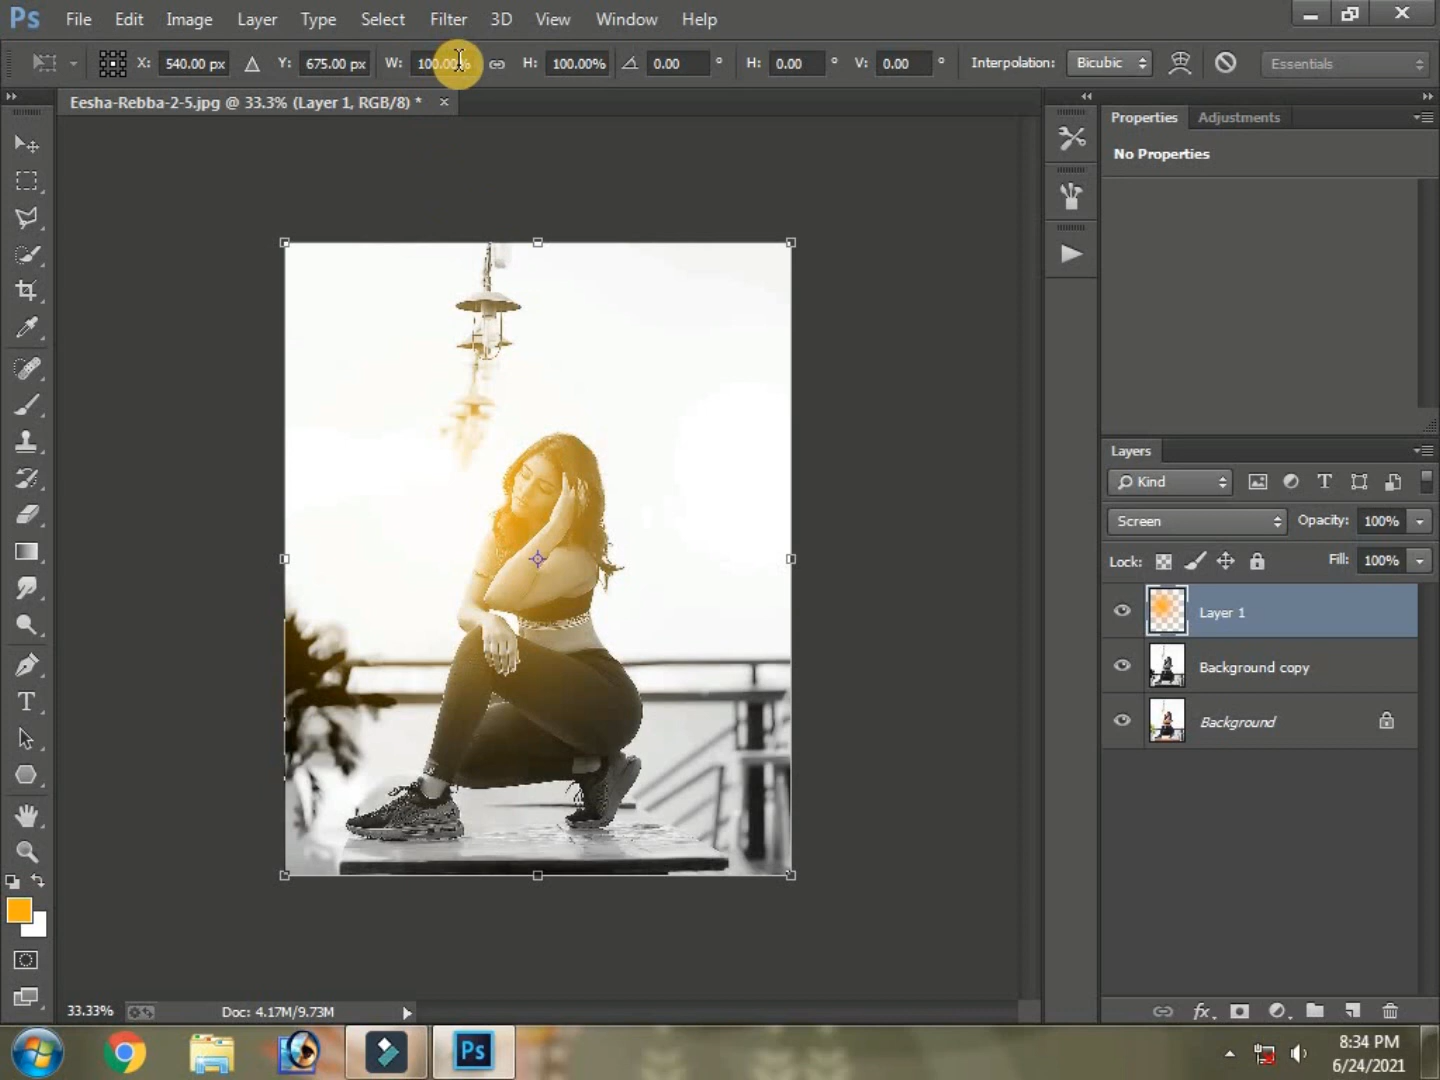 Ps File Edit Image Layer Type Select Filter 3D View Window Help
X: 540.00 px Y: 675.00 px W: 100.00% H: 100.00% 0.00 ° H: 0.00 ° V: 0.00 ° Interpolation: Bicubic Essentials
Eesha-Rebba-2-5.jpg @ 33.3% (Layer 1, RGB/8) * ×
Properties Adjustments
No Properties
Layers
Kind
Screen Opacity: 100%
Lock: Fill: 100%
Layer 1
Background copy
Background
33.33% Doc: 4.17M/9.73M
Ps
8:34 PM
6/24/2021